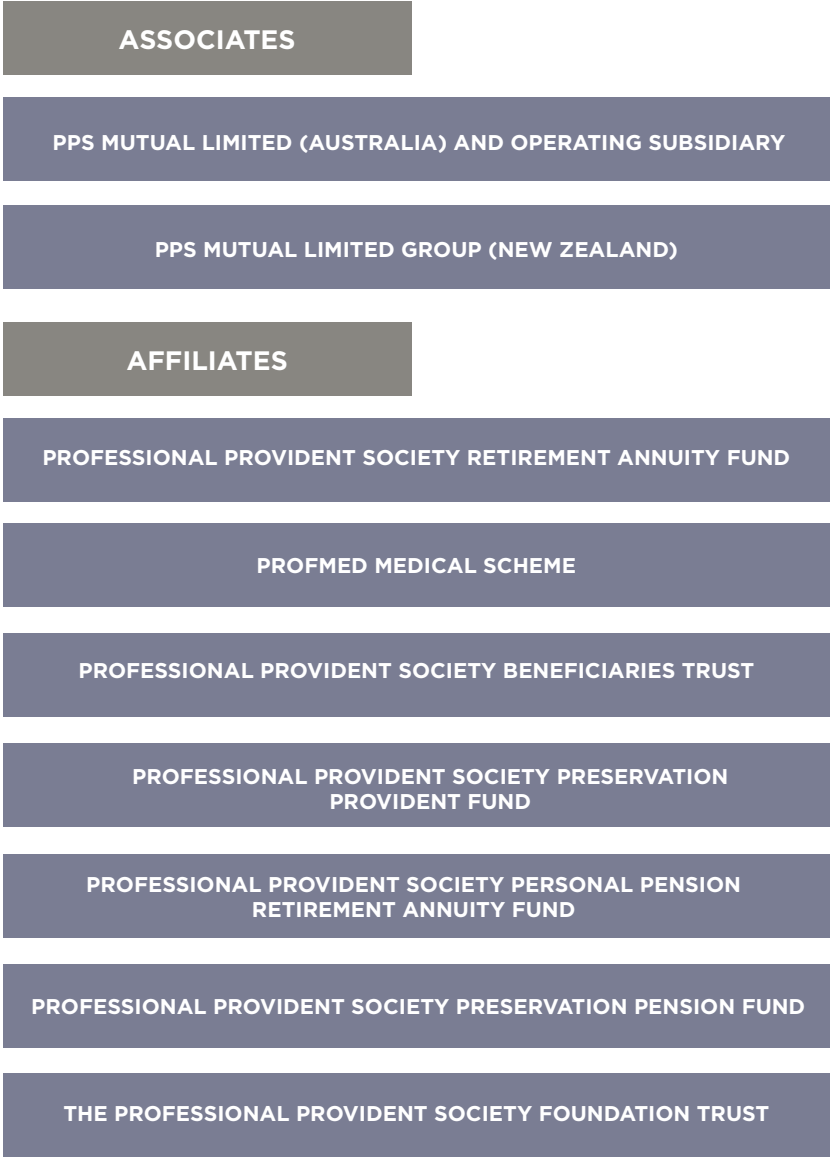 ASSOCIATES
PPS MUTUAL LIMITED (AUSTRALIA) AND OPERATING SUBSIDIARY
PPS MUTUAL LIMITED GROUP (NEW ZEALAND)
AFFILIATES
PROFESSIONAL PROVIDENT SOCIETY RETIREMENT ANNUITY FUND
PROFMED MEDICAL SCHEME
PROFESSIONAL PROVIDENT SOCIETY BENEFICIARIES TRUST
PROFESSIONAL PROVIDENT SOCIETY PRESERVATION
PROVIDENT FUND
PROFESSIONAL PROVIDENT SOCIETY PERSONAL PENSION
RETIREMENT ANNUITY FUND
PROFESSIONAL PROVIDENT SOCIETY PRESERVATION PENSION FUND
THE PROFESSIONAL PROVIDENT SOCIETY FOUNDATION TRUST